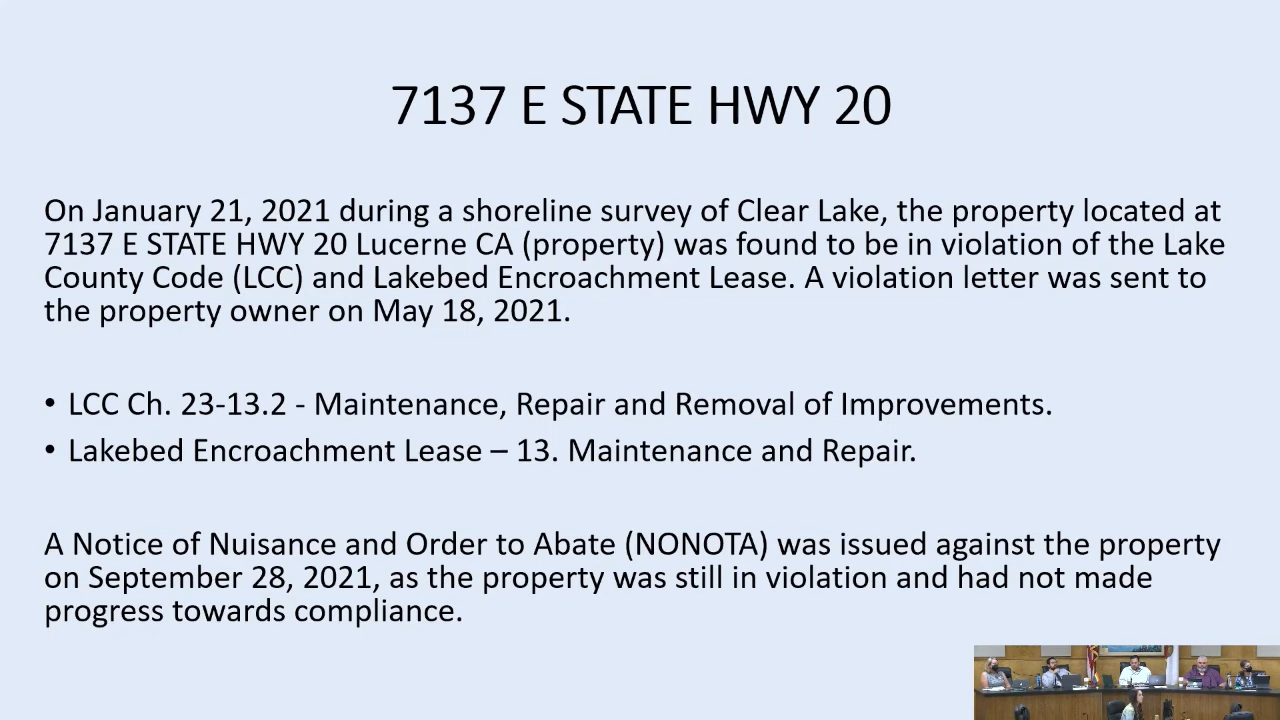 7137 E STATE HWY 20
On January 21, 2021 during a shoreline survey of Clear Lake, the property located at
7137 E STATE HWY 20 Lucerne CA (property) was found to be in violation of the Lake
County Code (LCC) and Lakebed Encroachment Lease. A violation letter was sent to
the property owner on May 18, 2021.
• LCC Ch. 23-13.2 - Maintenance, Repair and Removal of Improvements.
• Lakebed Encroachment Lease – 13. Maintenance and Repair.
A Notice of Nuisance and Order to Abate (NONOTA) was issued against the property
on September 28, 2021, as the property was still in violation and had not made
progress towards compliance.